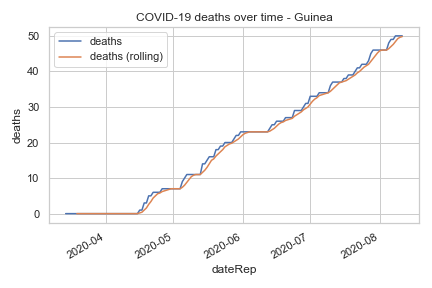 COVID-19 deaths over time - Guinea
deaths
deaths (rolling)
50
40
30
20
10
0
deaths
2020-04
2020-05
2020-06
2020-07
2020-08
dateRep